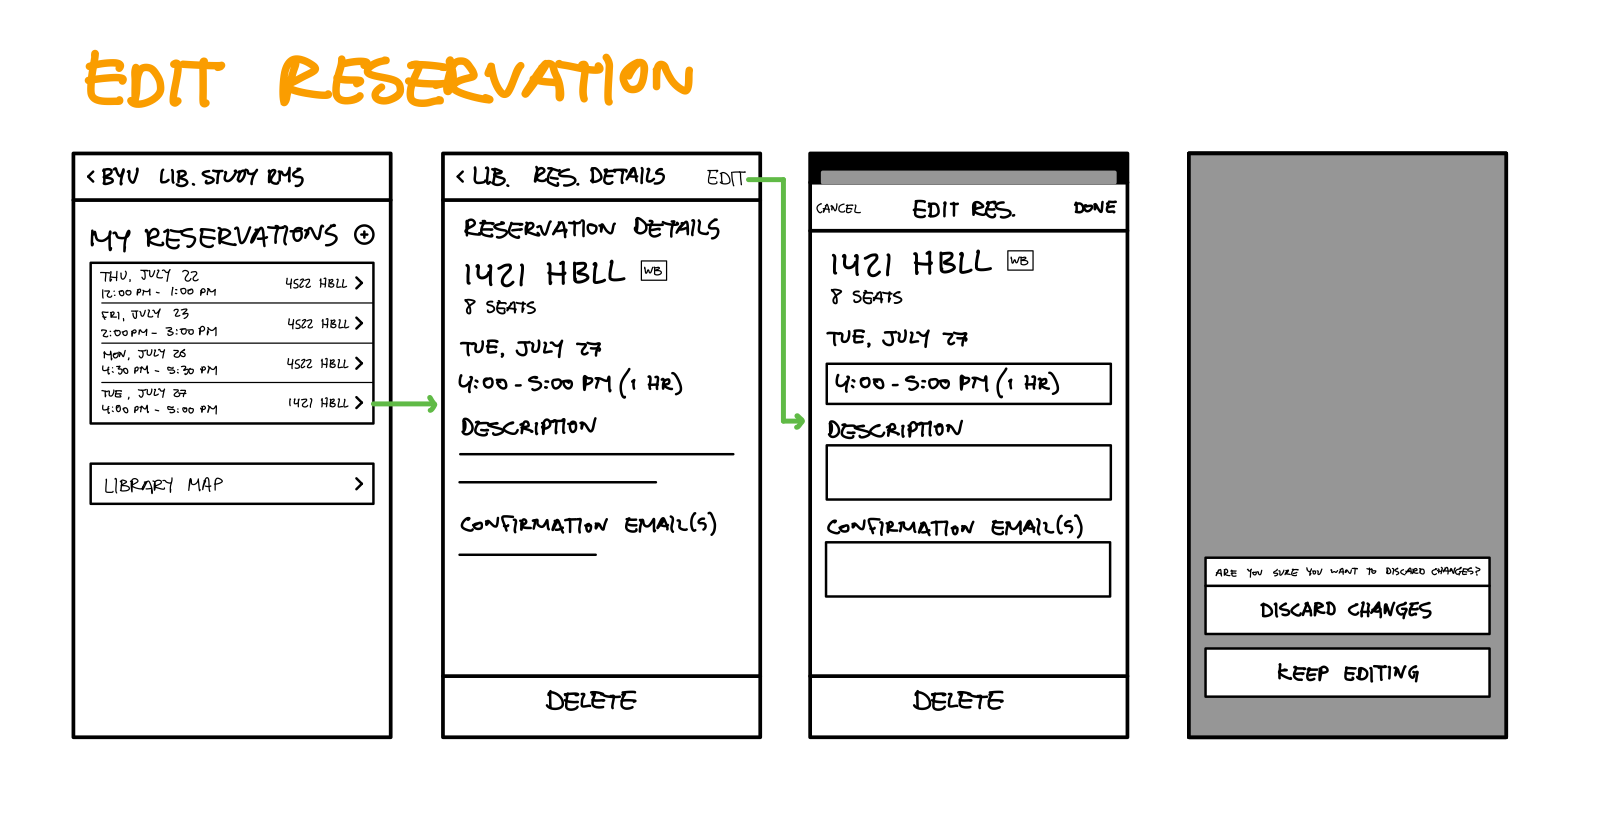 EDIT RESERVATION
< BYU LIB. STUDY RMS
MY RESERVATIONS
THU, JULY 22
12:00 PM - 1:00 PM
4522 HBLL >
FRI, JULY 23
2:00 PM - 3:00 PM
4522 HBLL >
MON, JULY 26
4:30 PM - 5:30 PM
4522 HBLL >
TUE, JULY 27
4:00 PM - 5:00 PM
1421 HBLL >
LIBRARY MAP >
< LIB. RES. DETAILS EDIT
RESERVATION DETAILS
1421 HBLL WB
8 SEATS
TUE, JULY 27
4:00 - 5:00 PM (1 HR)
DESCRIPTION
CONFIRMATION EMAIL(S)
DELETE
CANCEL EDIT RES. DONE
1421 HBLL WB
8 SEATS
TUE, JULY 27
4:00 - 5:00 PM (1 HR)
DESCRIPTION
CONFIRMATION EMAIL(S)
DELETE
ARE YOU SURE YOU WANT TO DISCARD CHANGES?
DISCARD CHANGES
KEEP EDITING